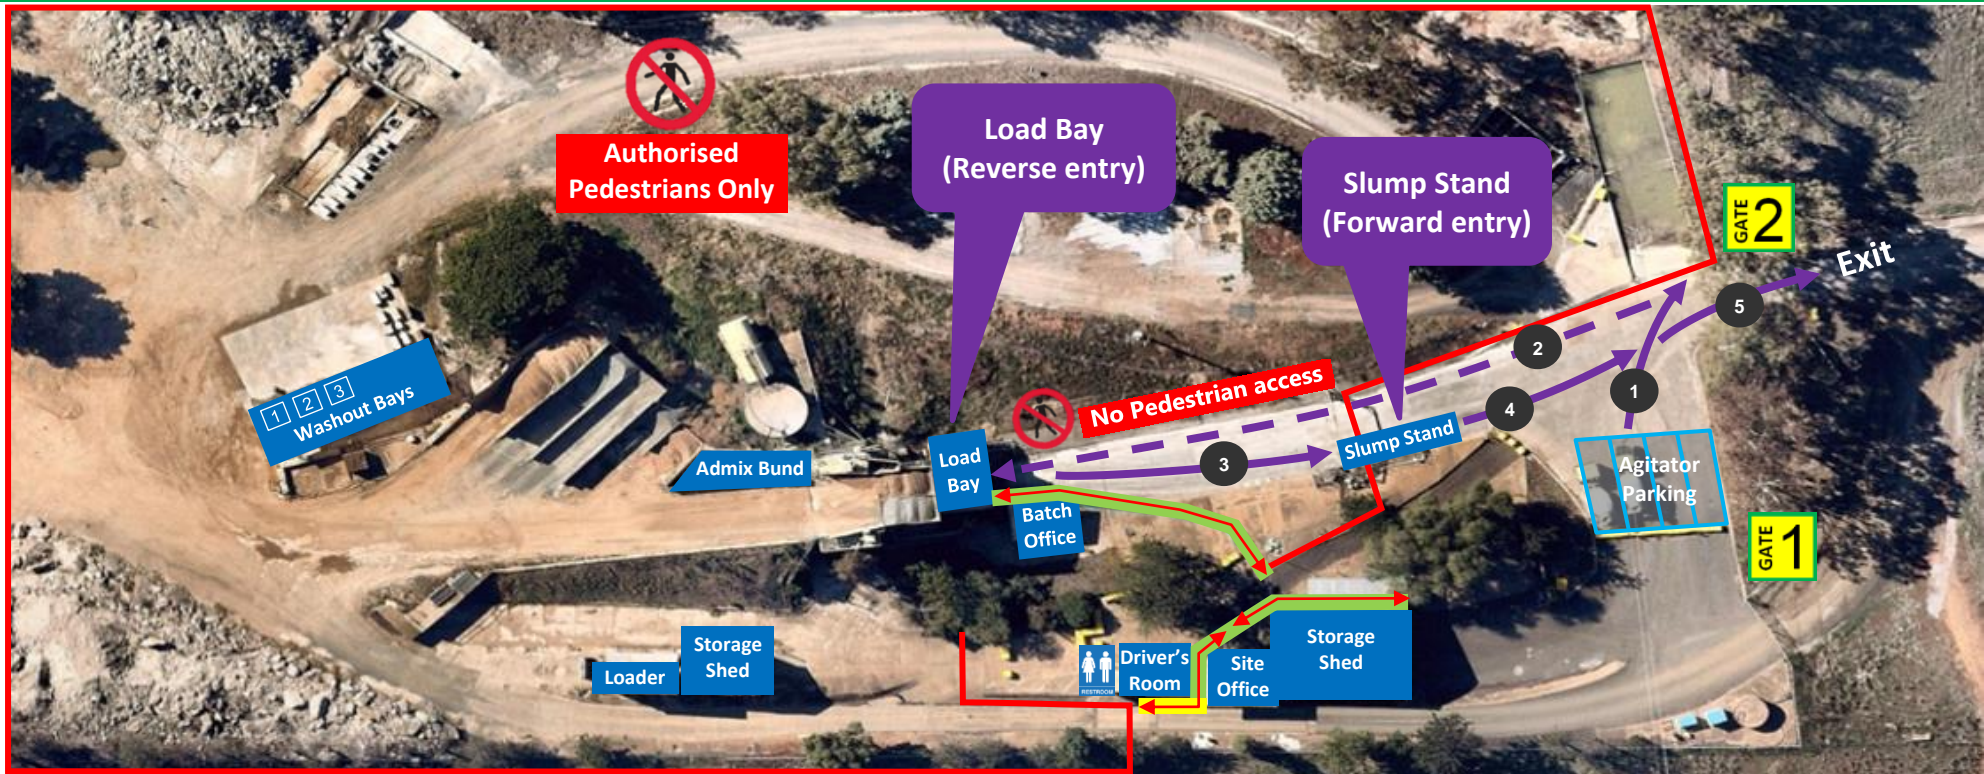 Authorised
Pedestrians Only
Load Bay
(Reverse entry)
Slump Stand
(Forward entry)
GATE 2
Exit
5
2
1
4
3
No Pedestrian access
Slump Stand
1 2 3
Washout Bays
Admix Bund
Load
Bay
Batch
Office
Agitator
Parking
GATE 1
Storage
Shed
Loader
RESTROOM
Driver's
Room
Site
Office
Storage
Shed